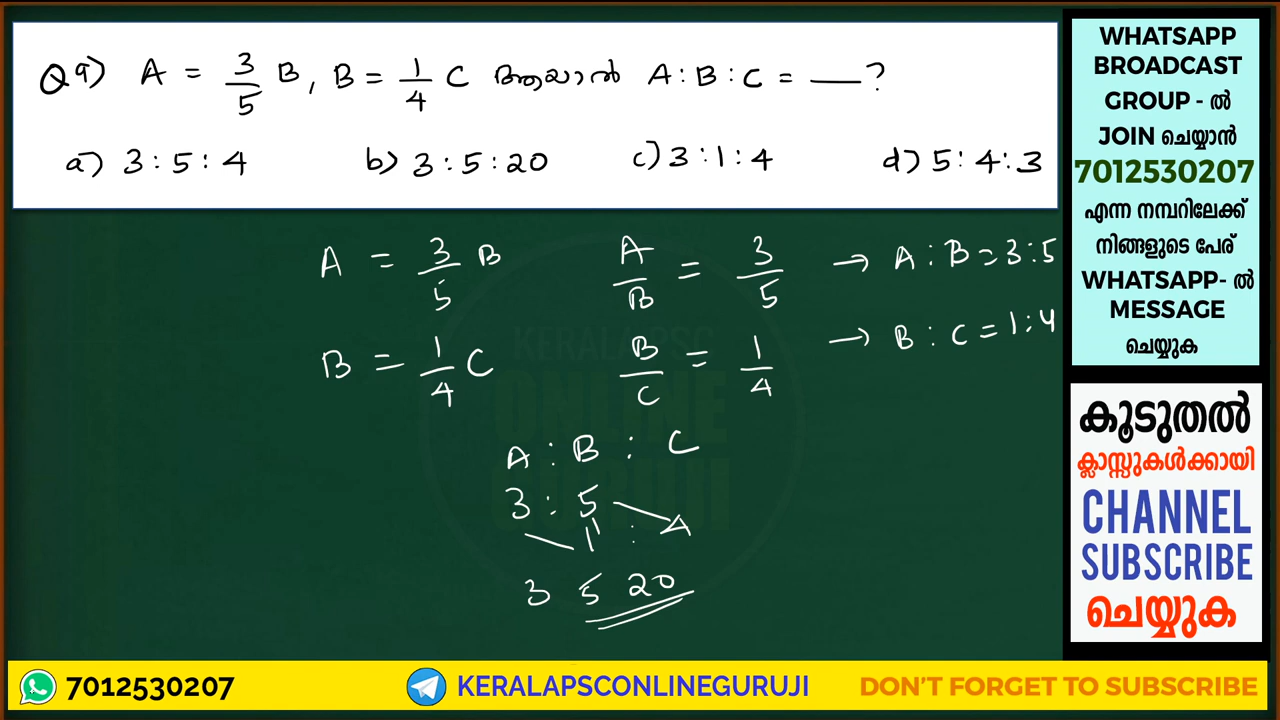 Q9) A = 3/5 B, B = 1/4 C ആയാൽ A:B:C = ___?
a) 3:5:4 b) 3:5:20 c) 3:1:4 d) 5:4:3
A = 3/5 B A/B = 3/5 → A:B=3:5
B = 1/4 C B/C = 1/4 → B:C=1:4
A : B : C
3 : 5
1 : 4
3 5 20
WHATSAPP
BROADCAST
GROUP - ൽ
JOIN ചെയ്യാൻ
7012530207
എന്ന നമ്പറിലേക്ക്
നിങ്ങളുടെ പേര്
WHATSAPP- ൽ
MESSAGE
ചെയ്യുക
കൂടുതൽ
ക്ലാസ്സുകൾക്കായി
CHANNEL
SUBSCRIBE
ചെയ്യുക
KERALAPSC
ONLINE
GURUJI
7012530207 KERALAPSCONLINEGURUJI DON'T FORGET TO SUBSCRIBE